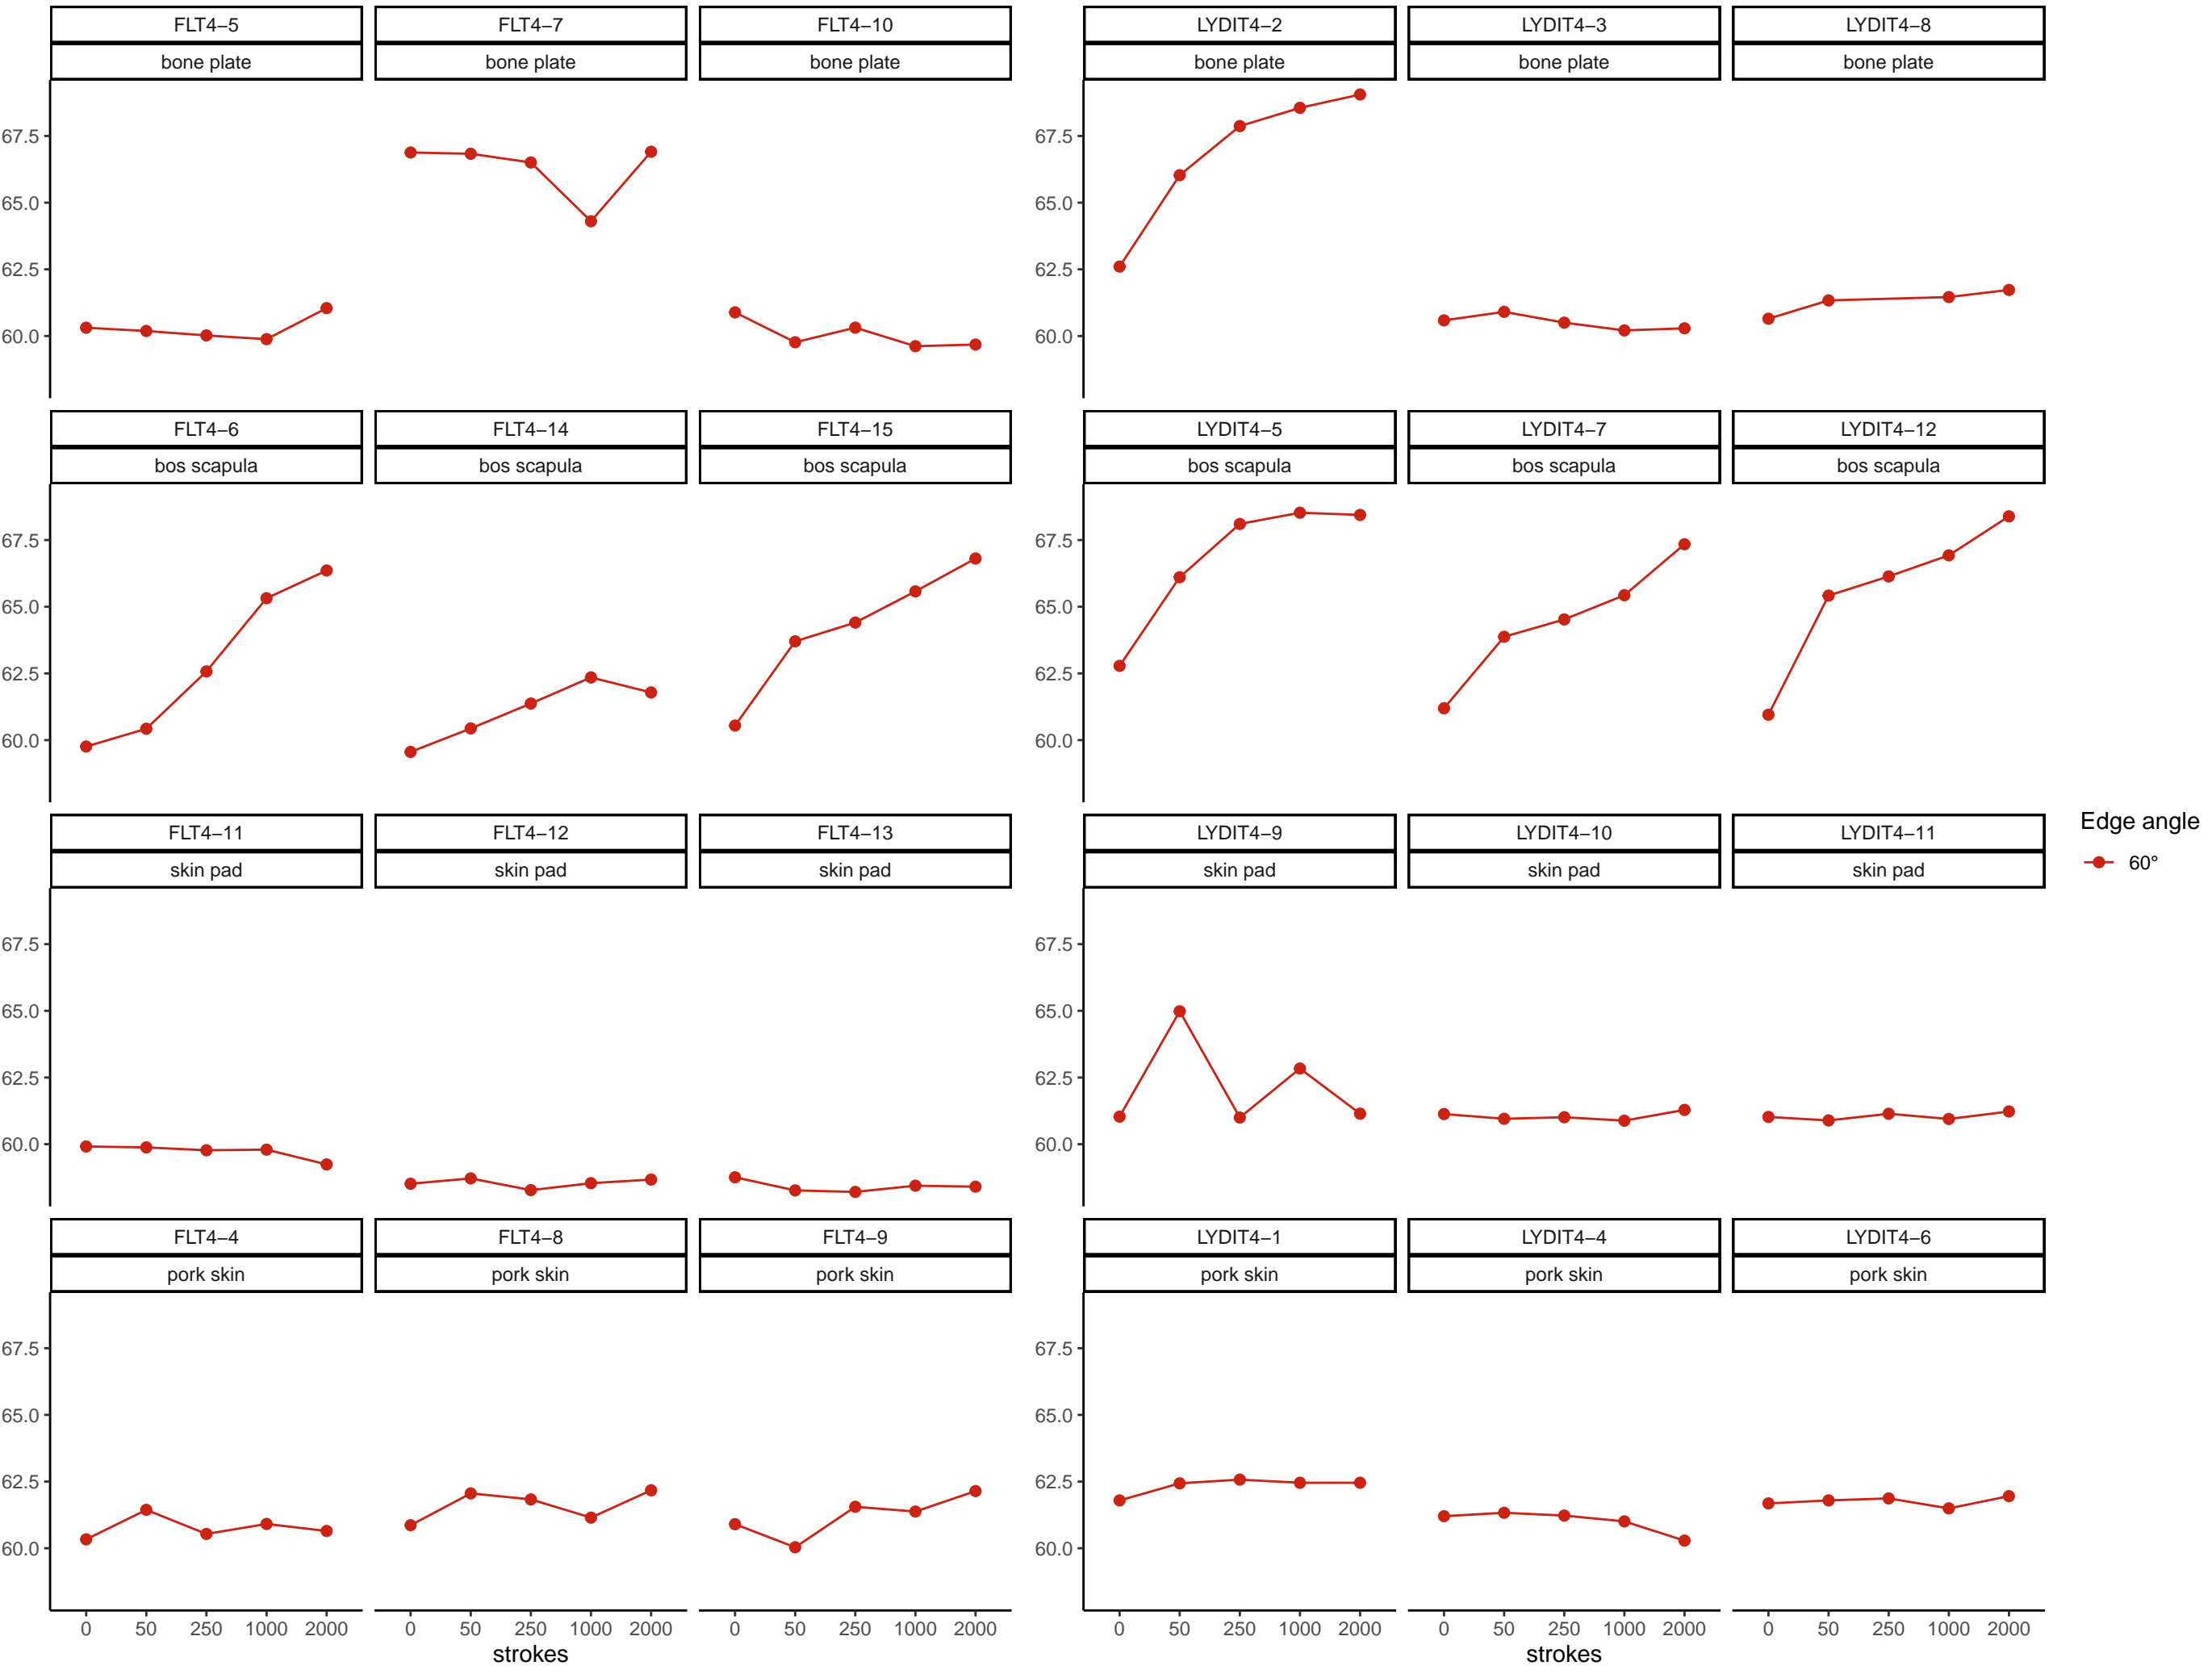 FLT4–5 FLT4–7 FLT4–10 LYDIT4–2 LYDIT4–3 LYDIT4–8
bone plate bone plate bone plate bone plate bone plate bone plate
67.5 67.5
65.0 65.0
62.5 62.5
60.0 60.0
FLT4–6 FLT4–14 FLT4–15 LYDIT4–5 LYDIT4–7 LYDIT4–12
bos scapula bos scapula bos scapula bos scapula bos scapula bos scapula
67.5 67.5
65.0 65.0
62.5 62.5
60.0 60.0
FLT4–11 FLT4–12 FLT4–13 LYDIT4–9 LYDIT4–10 LYDIT4–11
skin pad skin pad skin pad skin pad skin pad skin pad
67.5 67.5
65.0 65.0
62.5 62.5
60.0 60.0
FLT4–4 FLT4–8 FLT4–9 LYDIT4–1 LYDIT4–4 LYDIT4–6
pork skin pork skin pork skin pork skin pork skin pork skin
67.5 67.5
65.0 65.0
62.5 62.5
60.0 60.0
0 50 250 1000 2000 0 50 250 1000 2000 0 50 250 1000 2000 0 50 250 1000 2000 0 50 250 1000 2000 0 50 250 1000 2000
strokes strokes
Edge angle
60°